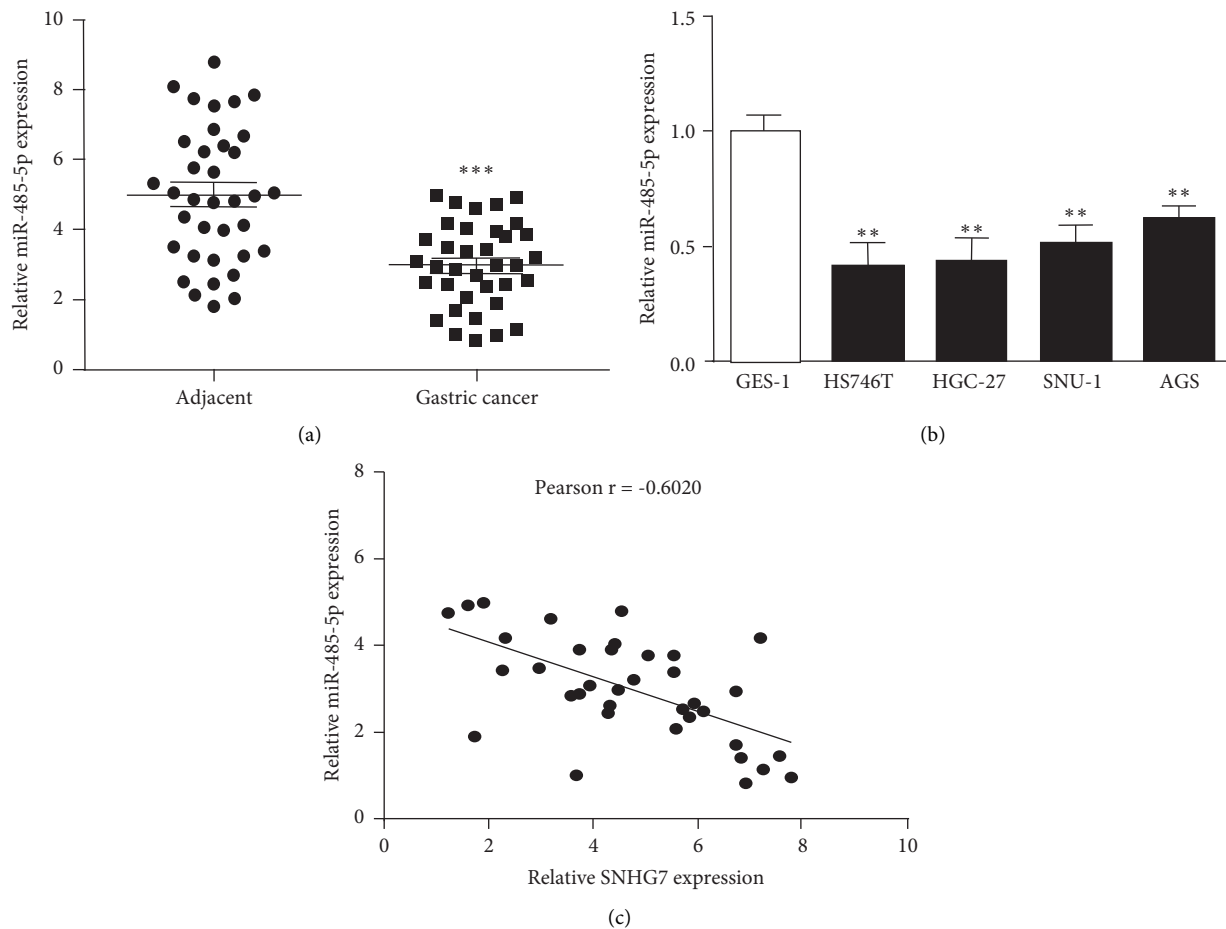 Relative miR-485-5p expression
10
8
6
4
2
0
***
Adjacent
Gastric cancer
(a)
Relative miR-485-5p expression
1.5
1.0
0.5
0.0
**
**
**
**
GES-1
HS746T
HGC-27
SNU-1
AGS
(b)
Relative miR-485-5p expression
8
6
4
2
0
Pearson r = -0.6020
0
2
4
6
8
10
Relative SNHG7 expression
(c)